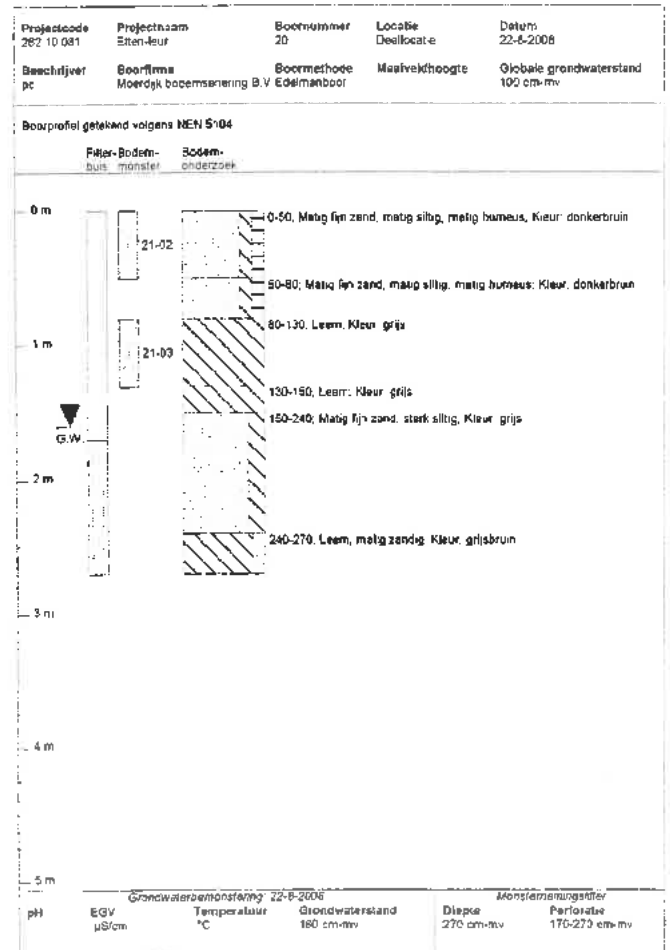 Projectcode Projectnaam Boornummer Locatie Datum
262 10 081 Etten-leur 20 Deellocatie 22-6-2006
Beschrijver Boorfirma Boormethode Maaiveldhoogte Globale grondwaterstand
pc Moerdijk bodemsanering B.V Edelmanboor 100 cm-mv
Boorprofiel getekend volgens NEN 5104
Filter- Bodem- Bodem-
buis monster onderzoek
0 m
0-50, Matig fijn zand, matig siltig, matig humeus, Kleur: donkerbruin
21-02
50-80; Matig fijn zand, matig siltig, matig humeus; Kleur: donkerbruin
80-130, Leem, Kleur: grijs
1 m
21-03
130-150, Leem; Kleur: grijs
150-240; Matig fijn zand, sterk siltig, Kleur: grijs
G.W.
2 m
240-270, Leem, matig zandig, Kleur: grijsbruin
3 m
4 m
5 m
Grondwaterbemonstering: 22-6-2006 Monsternemingsfilter
pH EGV Temperatuur Grondwaterstand Diepte Perforatie
µS/cm °C 160 cm-mv 270 cm-mv 170-270 cm-mv